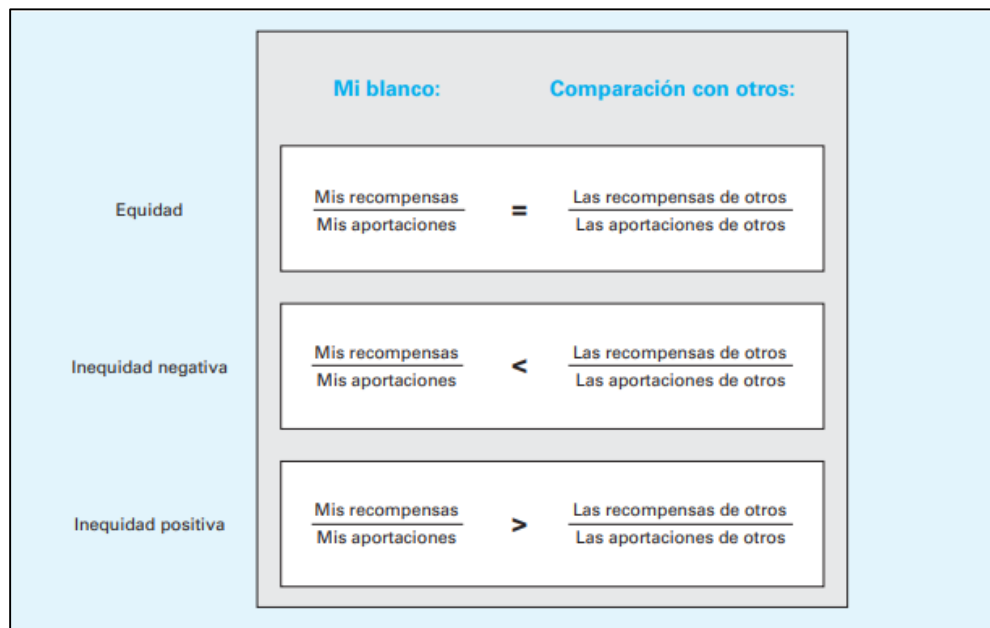 Mi blanco: Comparación con otros:
Equidad
Mis recompensas = Las recompensas de otros
Mis aportaciones Las aportaciones de otros
Inequidad negativa
Mis recompensas < Las recompensas de otros
Mis aportaciones Las aportaciones de otros
Inequidad positiva
Mis recompensas > Las recompensas de otros
Mis aportaciones Las aportaciones de otros